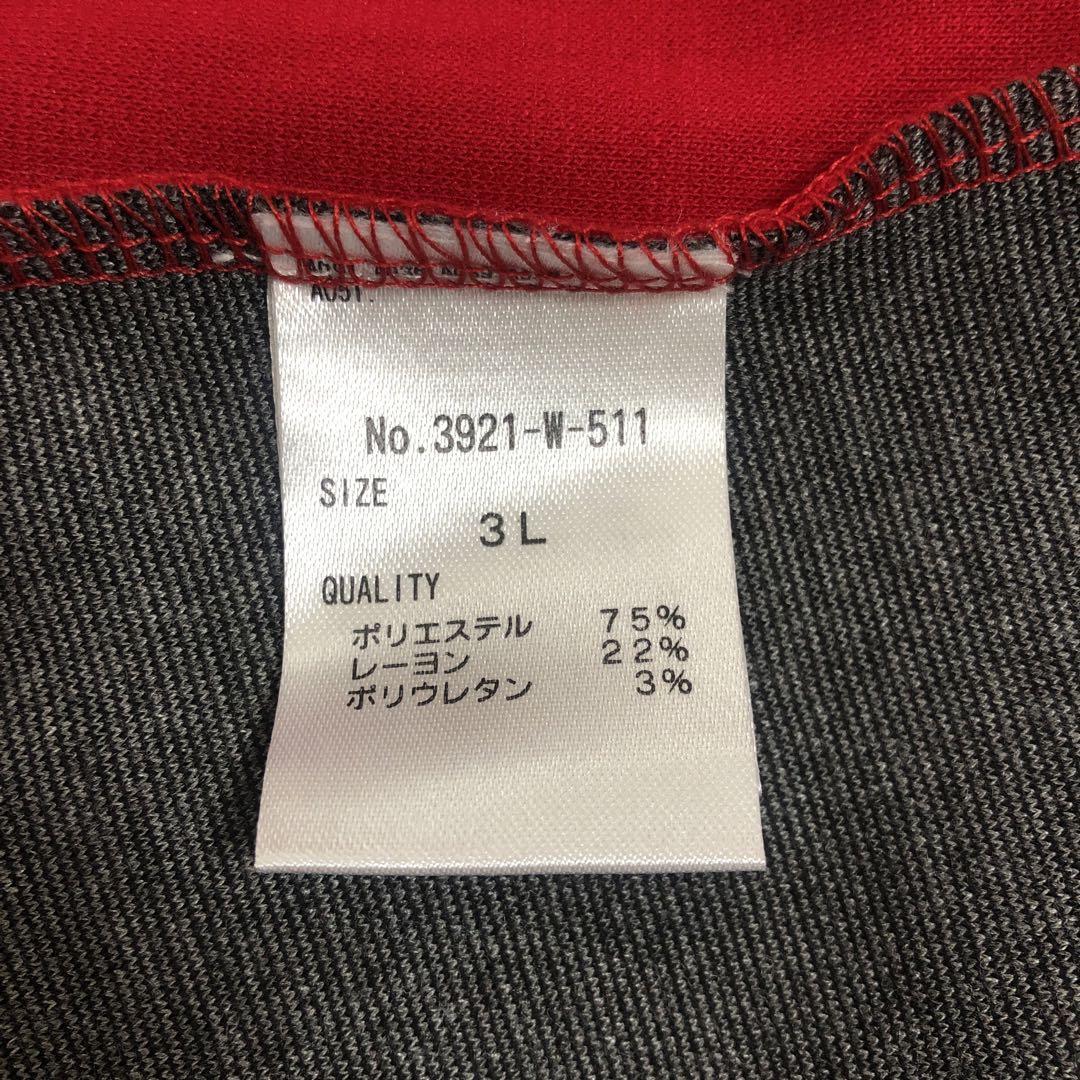 A051.
No.3921-W-511
SIZE
3L
QUALITY
ポリエステル 75%
レーヨン 22%
ポリウレタン 3%